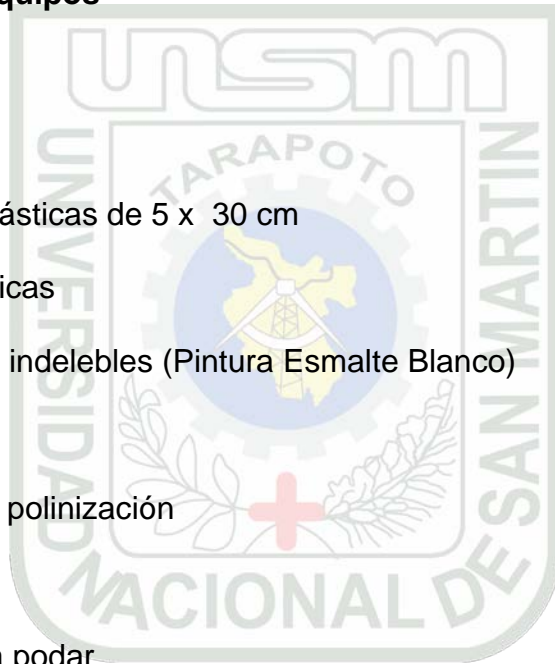 quipos
unsm
TARAPOTO
UNIVERSIDAD
NACIONAL DE
SAN MARTIN
ásticas de 5 x 30 cm
icas
indelebles (Pintura Esmalte Blanco)
polinización
podar